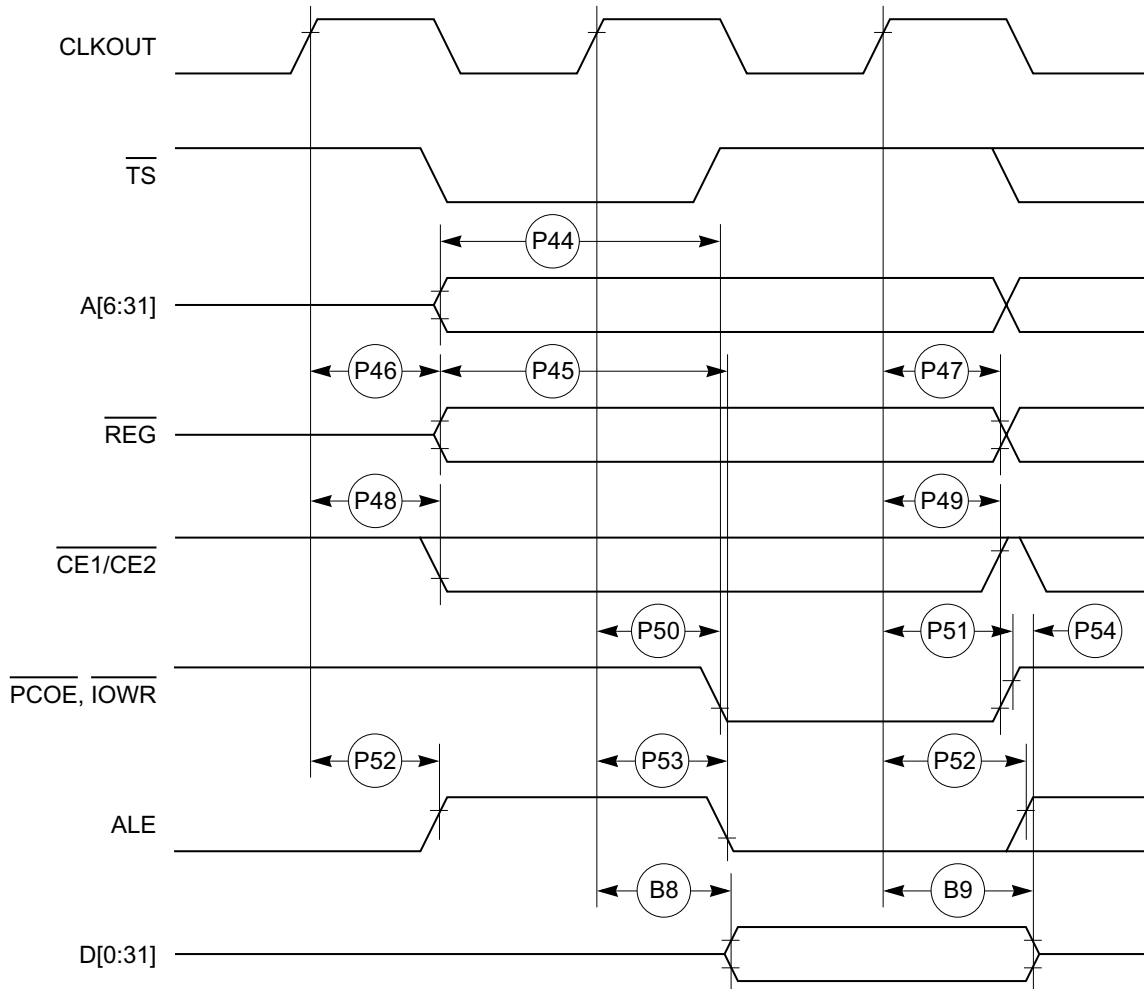 CLKOUT
TS
P44
A[6:31]
P46 P45 P47
REG
P48 P49
CE1/CE2
P50 P51 P54
PCOE, IOWR
P52 P53 P52
ALE
B8 B9
D[0:31]